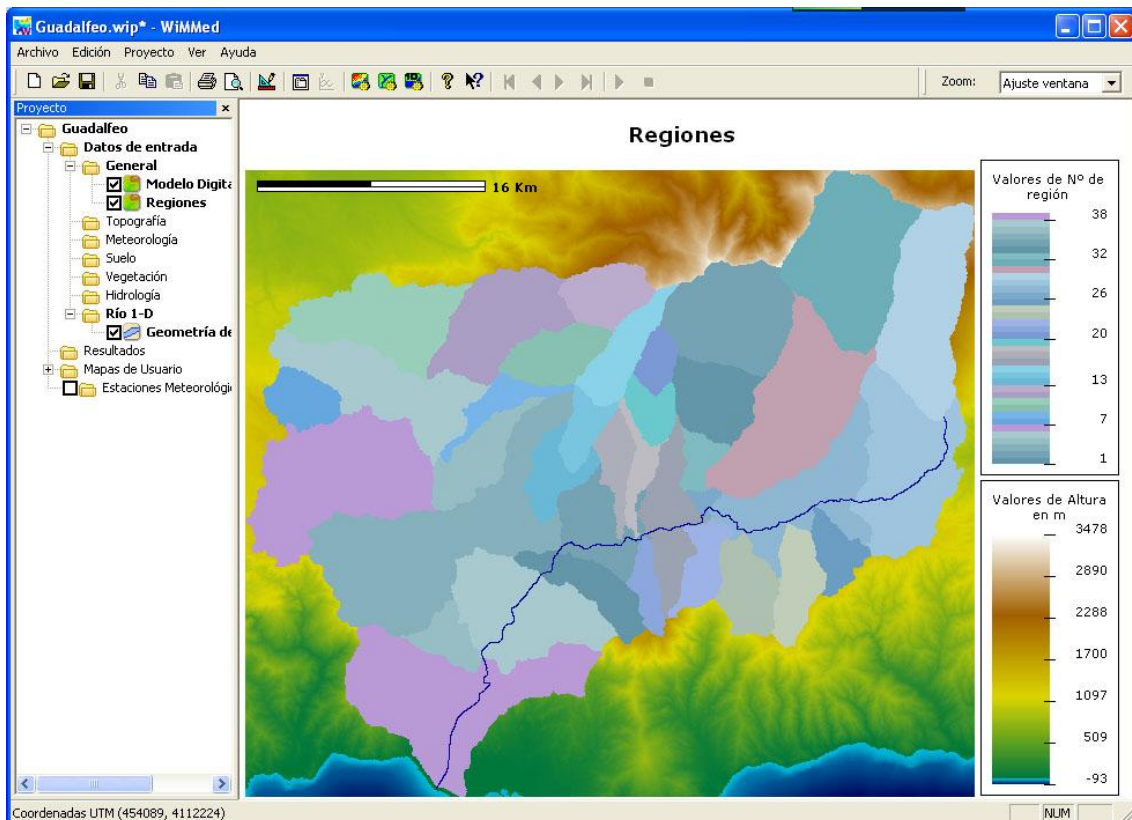 Guadalfeo.wip* - WiMMed
Archivo Edición Proyecto Ver Ayuda
Zoom: Ajuste ventana
Proyecto x
Guadalfeo
Datos de entrada
General
Modelo Digita
Regiones
Topografía
Meteorología
Suelo
Vegetación
Hidrología
Río 1-D
Geometría de
Resultados
Mapas de Usuario
Estaciones Meteorológi
Regiones
16 Km
Valores de Nº de
región
38
32
26
20
13
7
1
Valores de Altura
en m
3478
2890
2288
1700
1097
509
-93
Coordenadas UTM (454089, 4112224)
NUM